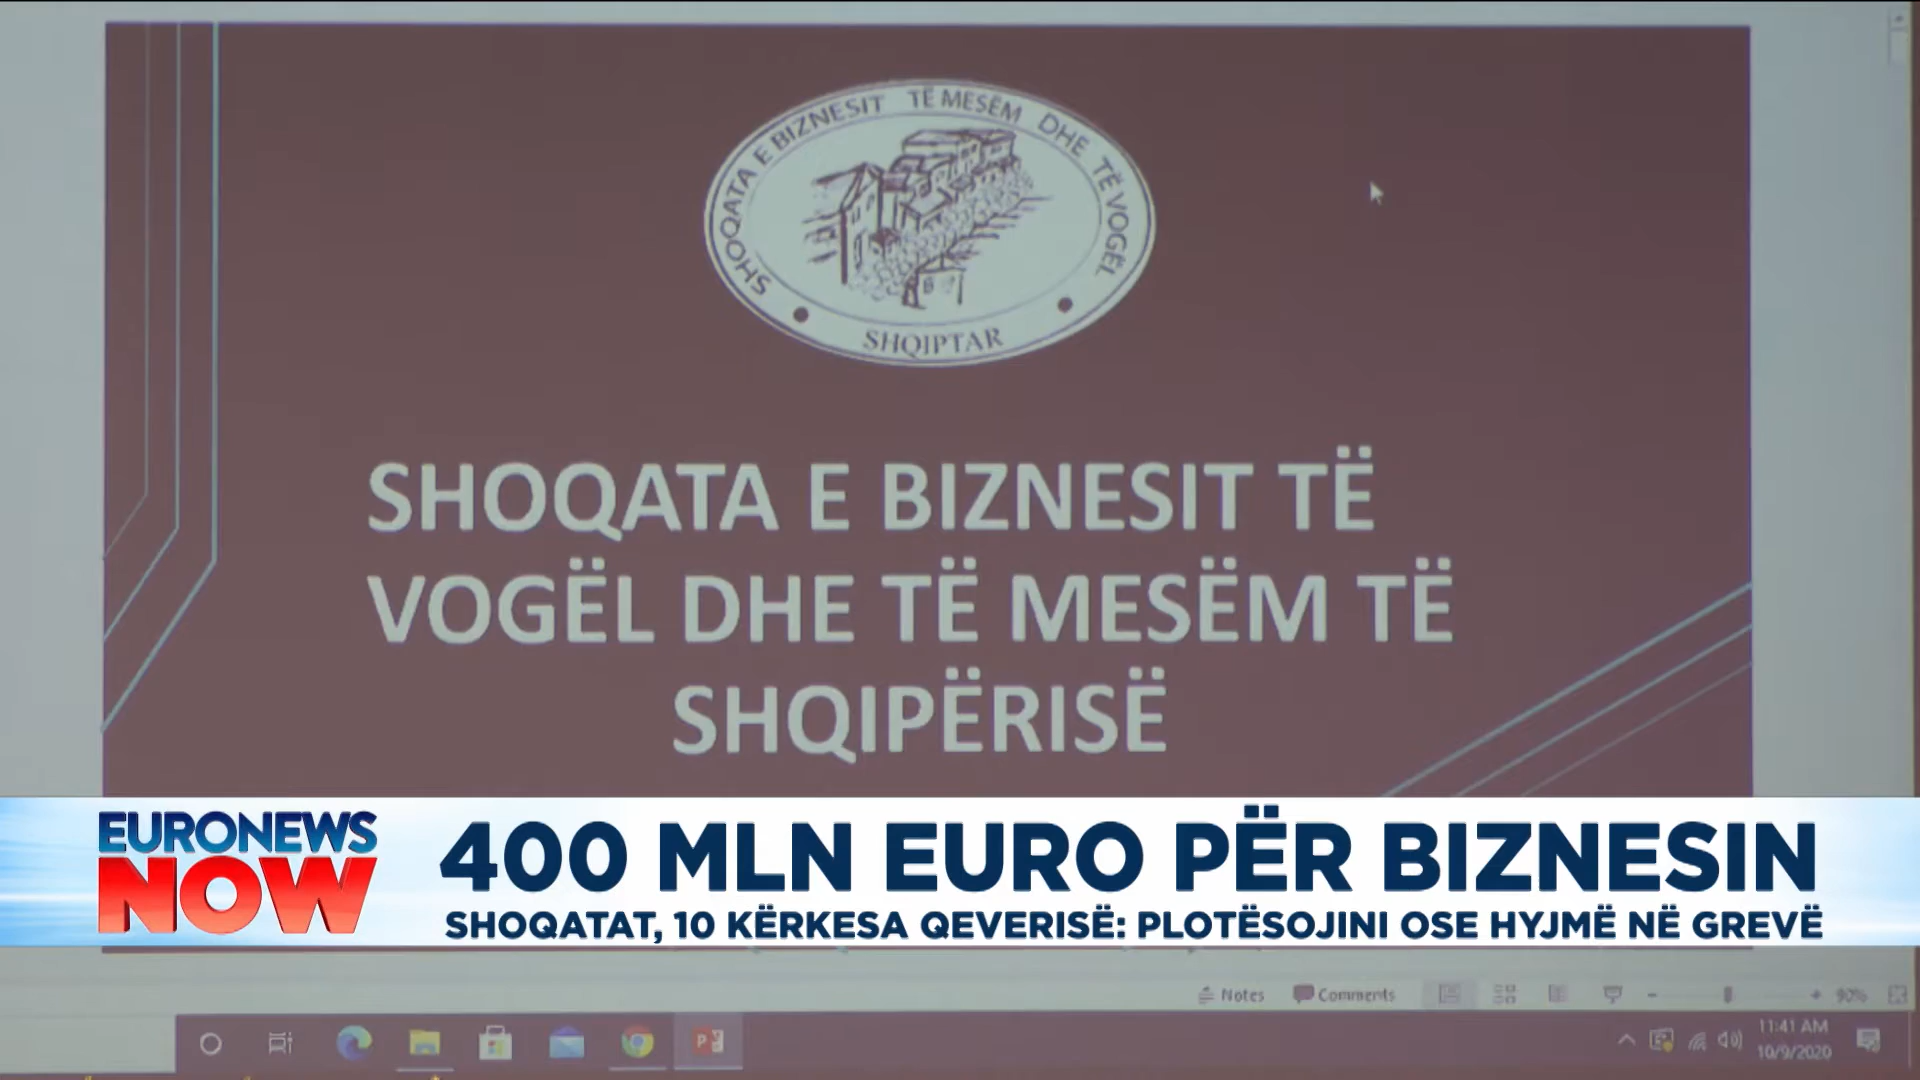 SHOQATA E BIZNESIT TË MESËM DHE TË VOGËL
SHQIPTAR
SHOQATA E BIZNESIT TË
VOGËL DHE TË MESËM TË
SHQIPËRISË
EURONEWS
NOW
400 MLN EURO PËR BIZNESIN
SHOQATAT, 10 KËRKESA QEVERISË: PLOTËSOJINI OSE HYJMË NË GREVË
Notes
Comments
90%
11:41 AM
10/9/2020